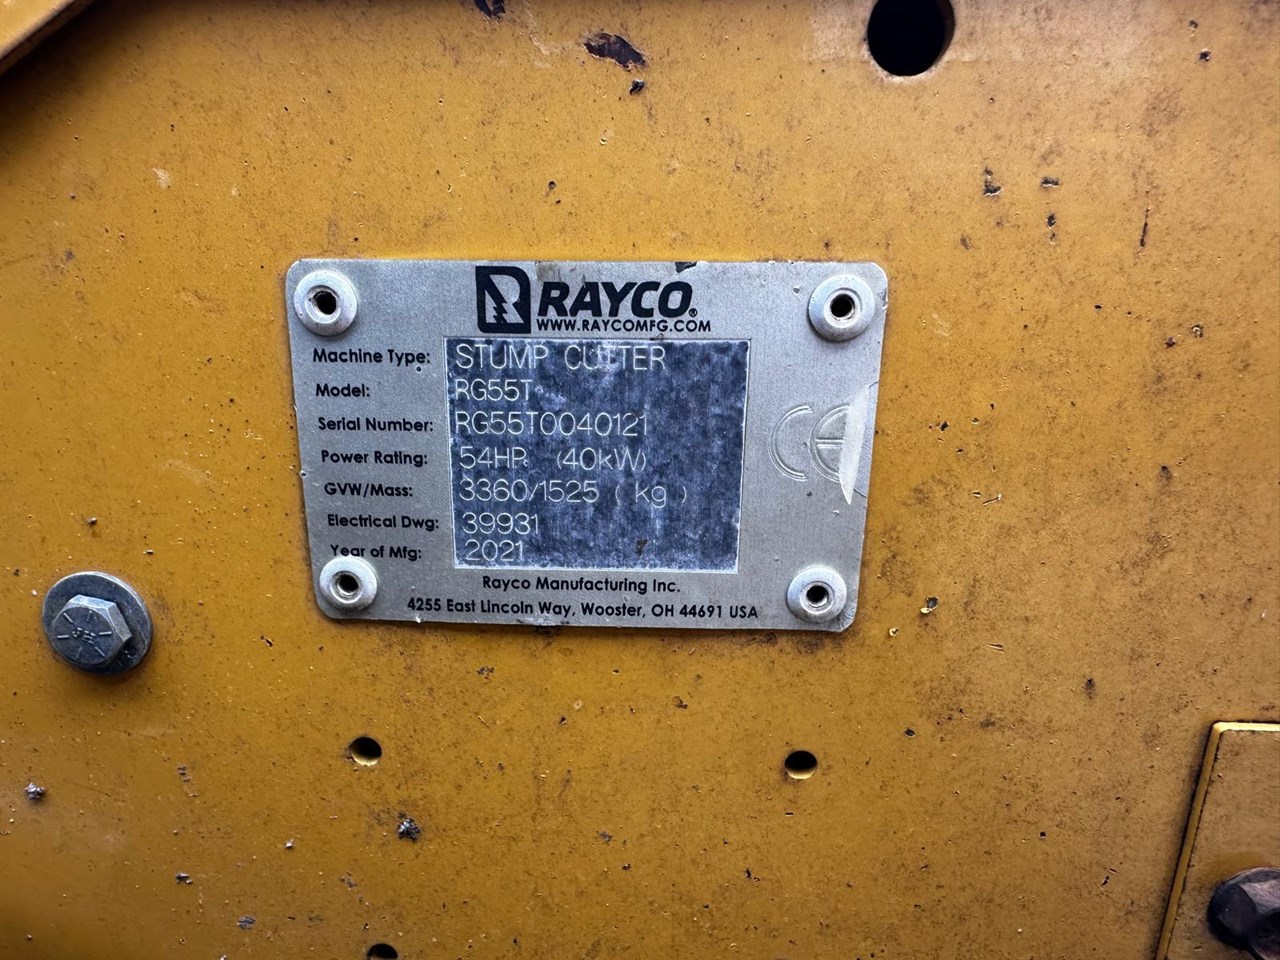 RAYCO®
WWW.RAYCOMFG.COM
Machine Type: STUMP CUTTER
Model: RG55T
Serial Number: RG55T0040121
Power Rating: 54HP (40kW)
GVW/Mass: 3360/1525 ( kg )
Electrical Dwg: 39931
Year of Mfg: 2021
CE
Rayco Manufacturing Inc.
4255 East Lincoln Way, Wooster, OH 44691 USA